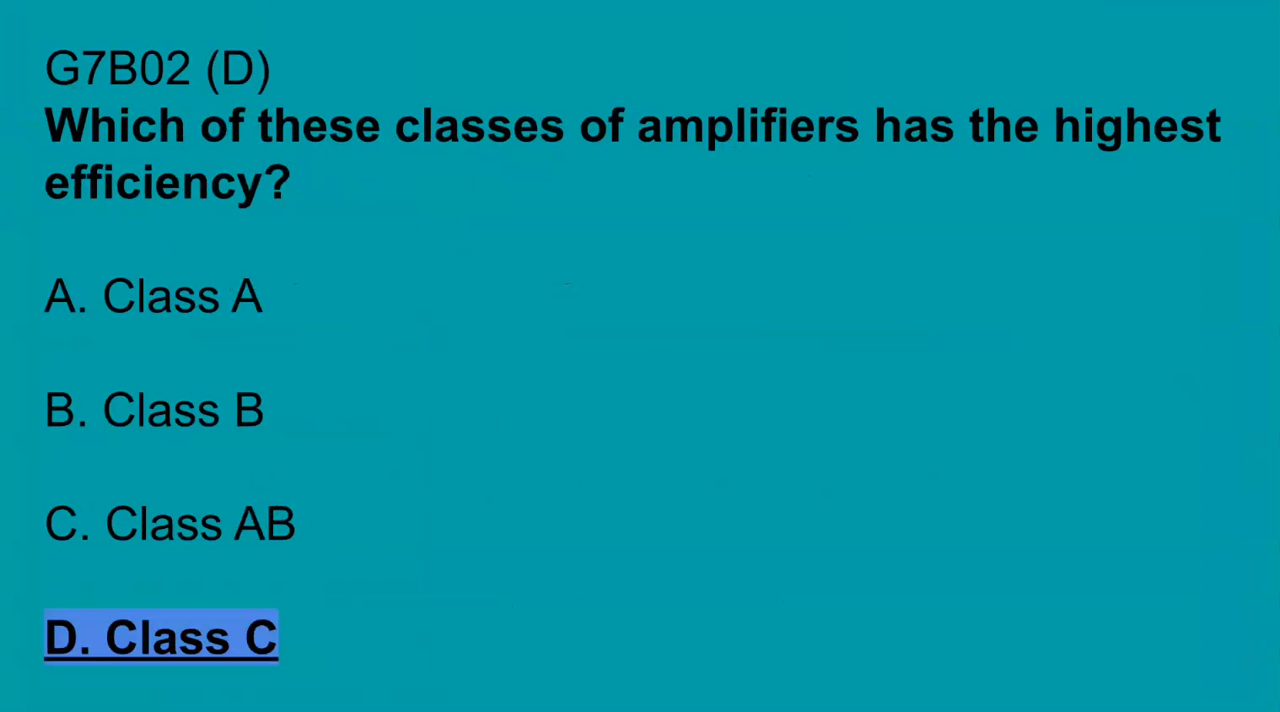 G7B02 (D)
Which of these classes of amplifiers has the highest
efficiency?
A. Class A
B. Class B
C. Class AB
D. Class C